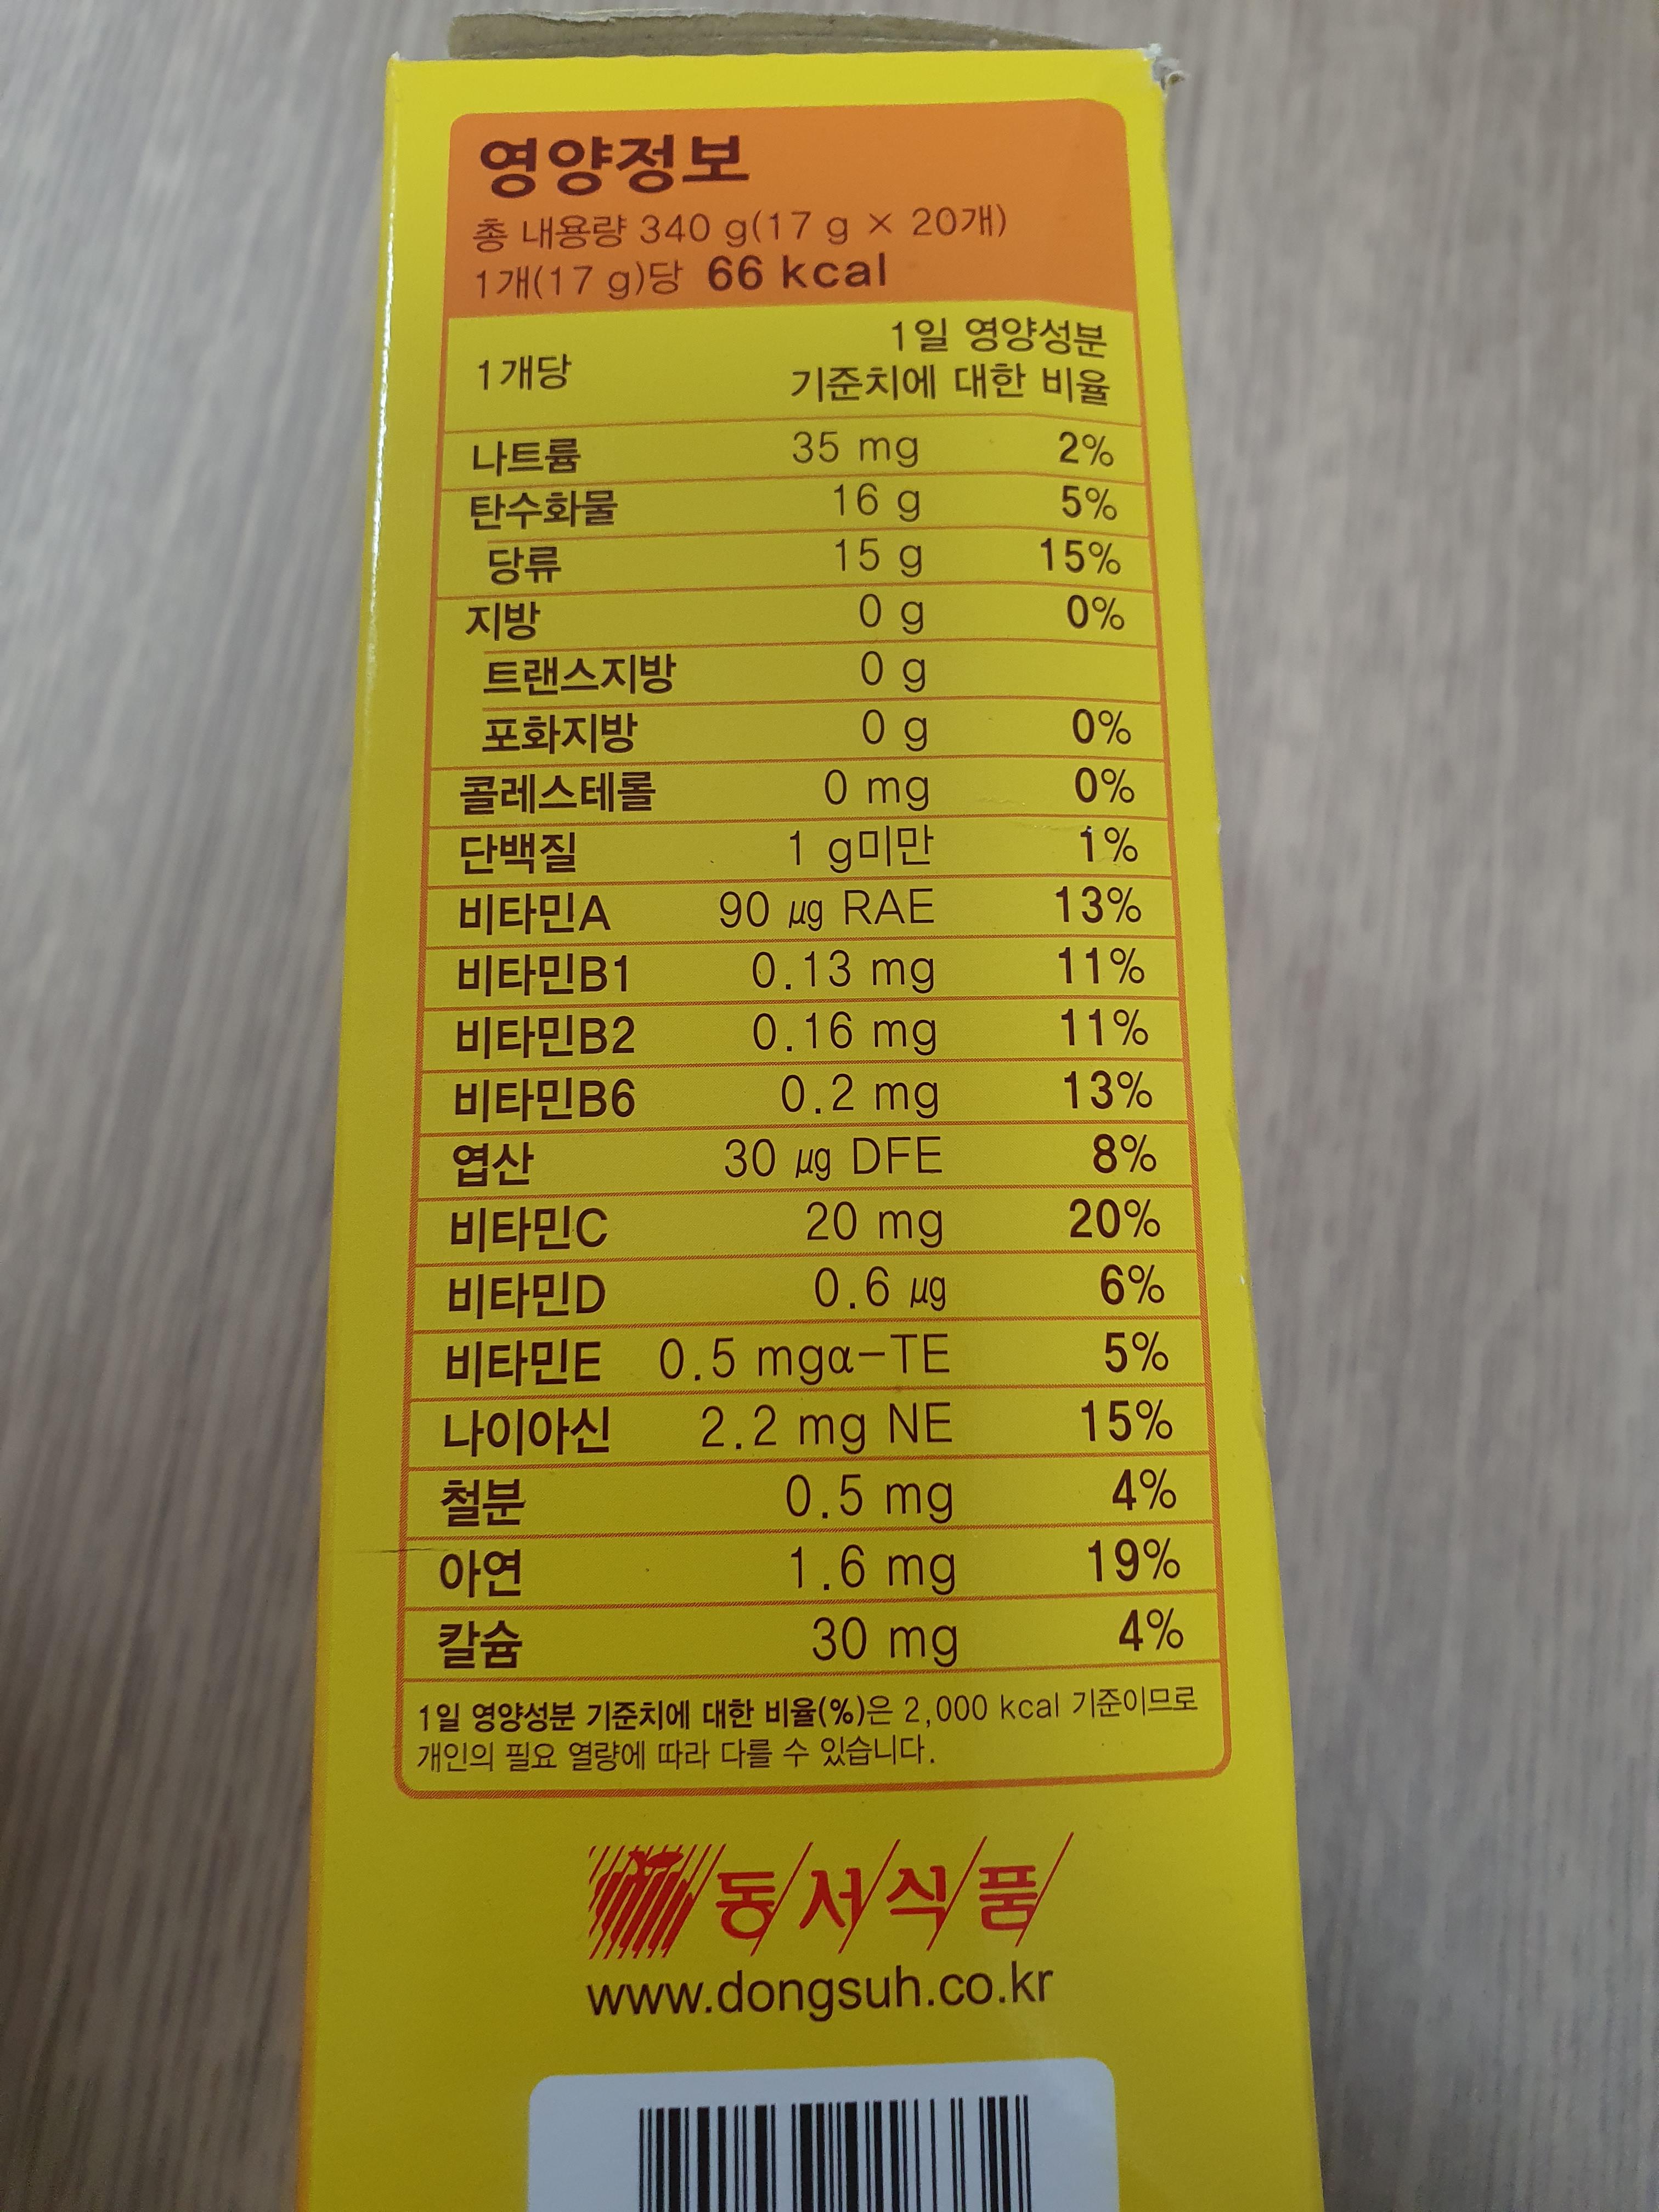 영양정보
총 내용량 340 g(17 g × 20개)
1개(17 g)당 66 kcal
1개당 1일 영양성분
기준치에 대한 비율
나트륨 35 mg 2%
탄수화물 16 g 5%
당류 15 g 15%
지방 0 g 0%
트랜스지방 0 g
포화지방 0 g 0%
콜레스테롤 0 mg 0%
단백질 1 g미만 1%
비타민A 90 μg RAE 13%
비타민B1 0.13 mg 11%
비타민B2 0.16 mg 11%
비타민B6 0.2 mg 13%
엽산 30 μg DFE 8%
비타민C 20 mg 20%
비타민D 0.6 μg 6%
비타민E 0.5 mgα-TE 5%
나이아신 2.2 mg NE 15%
철분 0.5 mg 4%
아연 1.6 mg 19%
칼슘 30 mg 4%
1일 영양성분 기준치에 대한 비율(%)은 2,000 kcal 기준이므로
개인의 필요 열량에 따라 다를 수 있습니다.
동서식품
www.dongsuh.co.kr